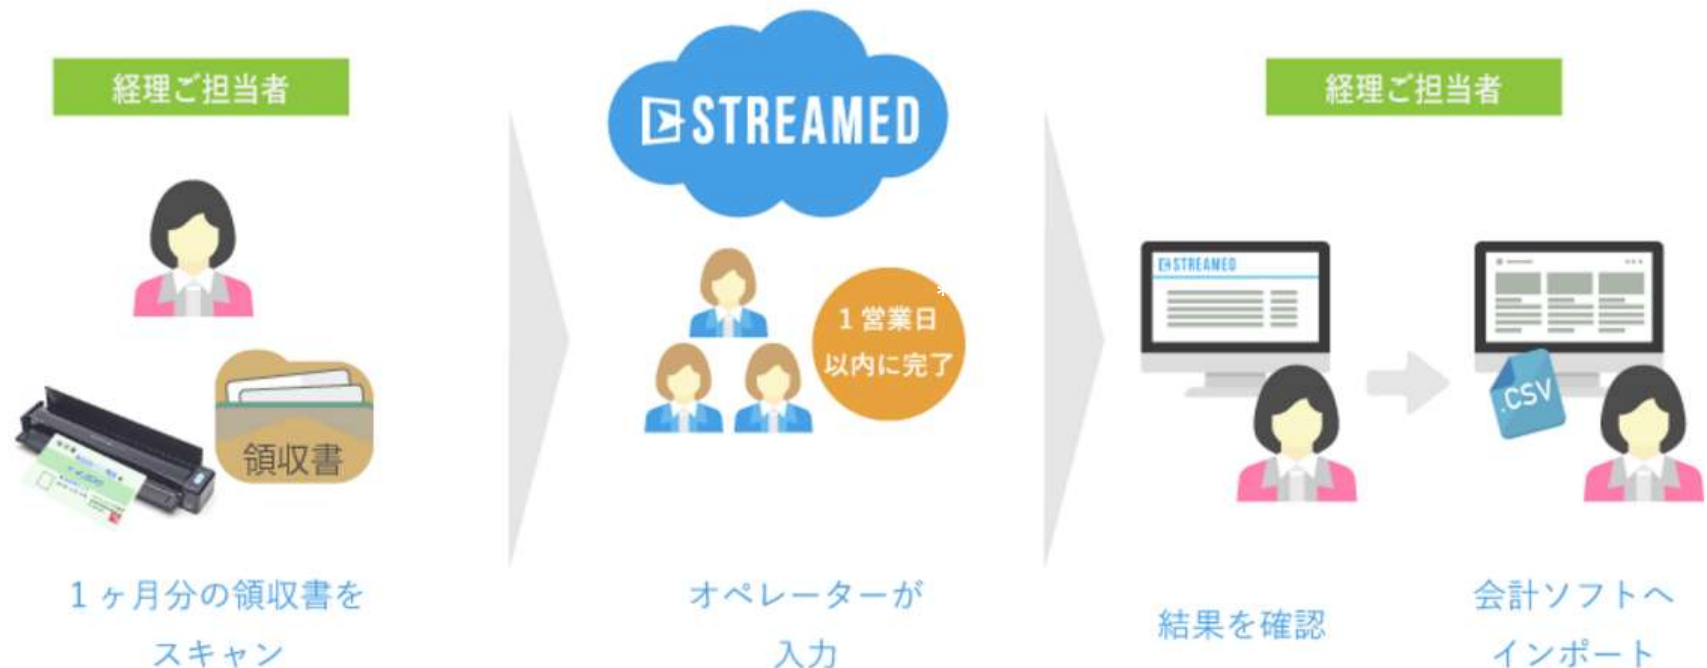 経理ご担当者
領収書
1ヶ月分の領収書を
スキャン
STREAMED
1営業日
以内に完了
オペレーターが
入力
経理ご担当者
STREAMED
.CSV
結果を確認
会計ソフトへ
インポート